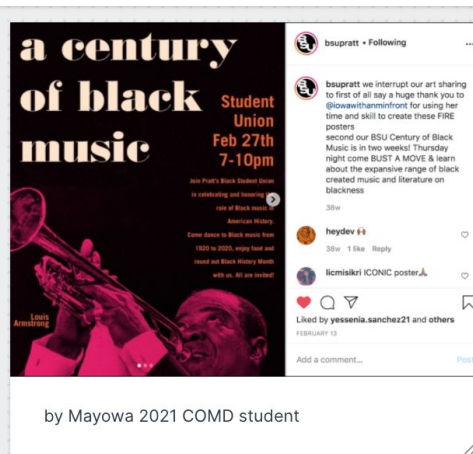 a century
of black
music
Student
Union
Feb 27th
7-10pm
Join Pratt's Black Student Union
in celebrating and honoring the
role of Black music in
American History.
Come dance to Black music from
1920 to 2020, enjoy food and
round out Black History Month
with us. All are invited!
Louis
Armstrong
bsupratt • Following
bsupratt we interrupt our art sharing
to first of all say a huge thank you to
@iowawithanminfront for using her
time and skill to create these FIRE
posters
second our BSU Century of Black
Music is in two weeks! Thursday
night come BUST A MOVE & learn
about the expansive range of black
created music and literature on
blackness
38w
heydev 🙌
38w 1 like Reply
licmisikri ICONIC poster🙏
Liked by yessenia.sanchez21 and others
FEBRUARY 13
Add a comment...
Post
by Mayowa 2021 COMD student